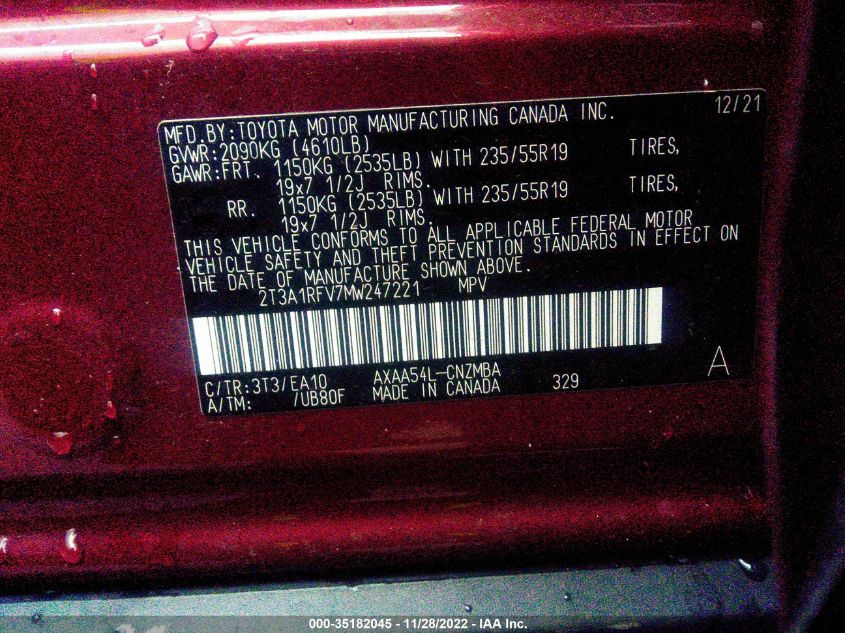 12/21
MFD.BY:TOYOTA MOTOR MANUFACTURING CANADA INC.
GVWR:2090KG (4610LB)
GAWR:FRT. 1150KG (2535LB) WITH 235/55R19 TIRES,
19x7 1/2J RIMS.
RR. 1150KG (2535LB) WITH 235/55R19 TIRES,
19x7 1/2J RIMS.
THIS VEHICLE CONFORMS TO ALL APPLICABLE FEDERAL MOTOR
VEHICLE SAFETY AND THEFT PREVENTION STANDARDS IN EFFECT ON
THE DATE OF MANUFACTURE SHOWN ABOVE.
2T3A1RFV7MW247221 MPV
C/TR:3T3/EA10 AXAA54L-CNZMBA
A/TM: /UB80F MADE IN CANADA 329
A
000-35182045 - 11/28/2022 - IAA Inc.